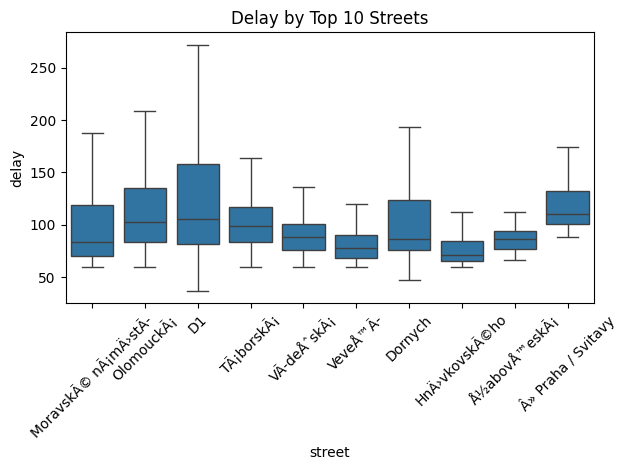 Delay by Top 10 Streets
delay
250
200
150
100
50
MoravskÃ© nÃ¡mÄ›stÃ­
OlomouckÃ¡
D1
TÃ¡borskÃ¡
VÃ­deÅˆskÃ¡
VeveÅ™Ã­
Dornych
HnÄ›vkovskÃ©ho
Å½abovÅ™eskÃ¡
Â» Praha / Svitavy
street